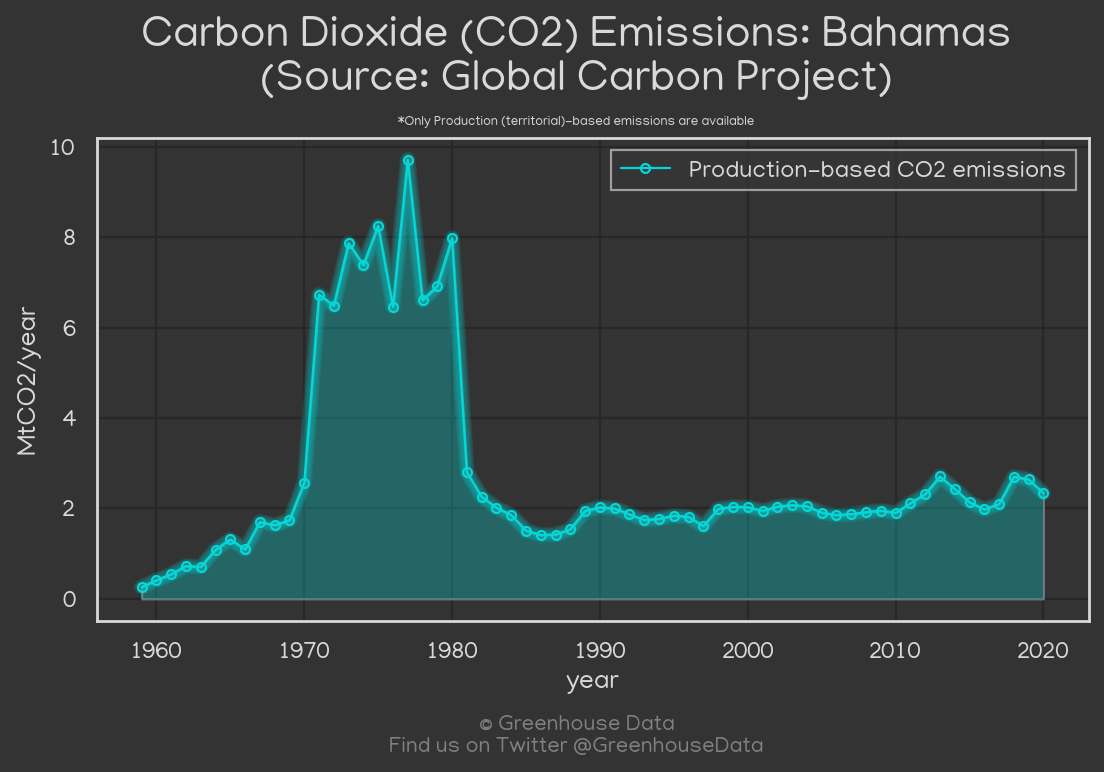 Carbon Dioxide (CO2) Emissions: Bahamas
(Source: Global Carbon Project)
*Only Production (territorial)-based emissions are available
Production-based CO2 emissions
10
8
6
4
2
0
MtCO2/year
1960 1970 1980 1990 2000 2010 2020
year
© Greenhouse Data
Find us on Twitter @GreenhouseData